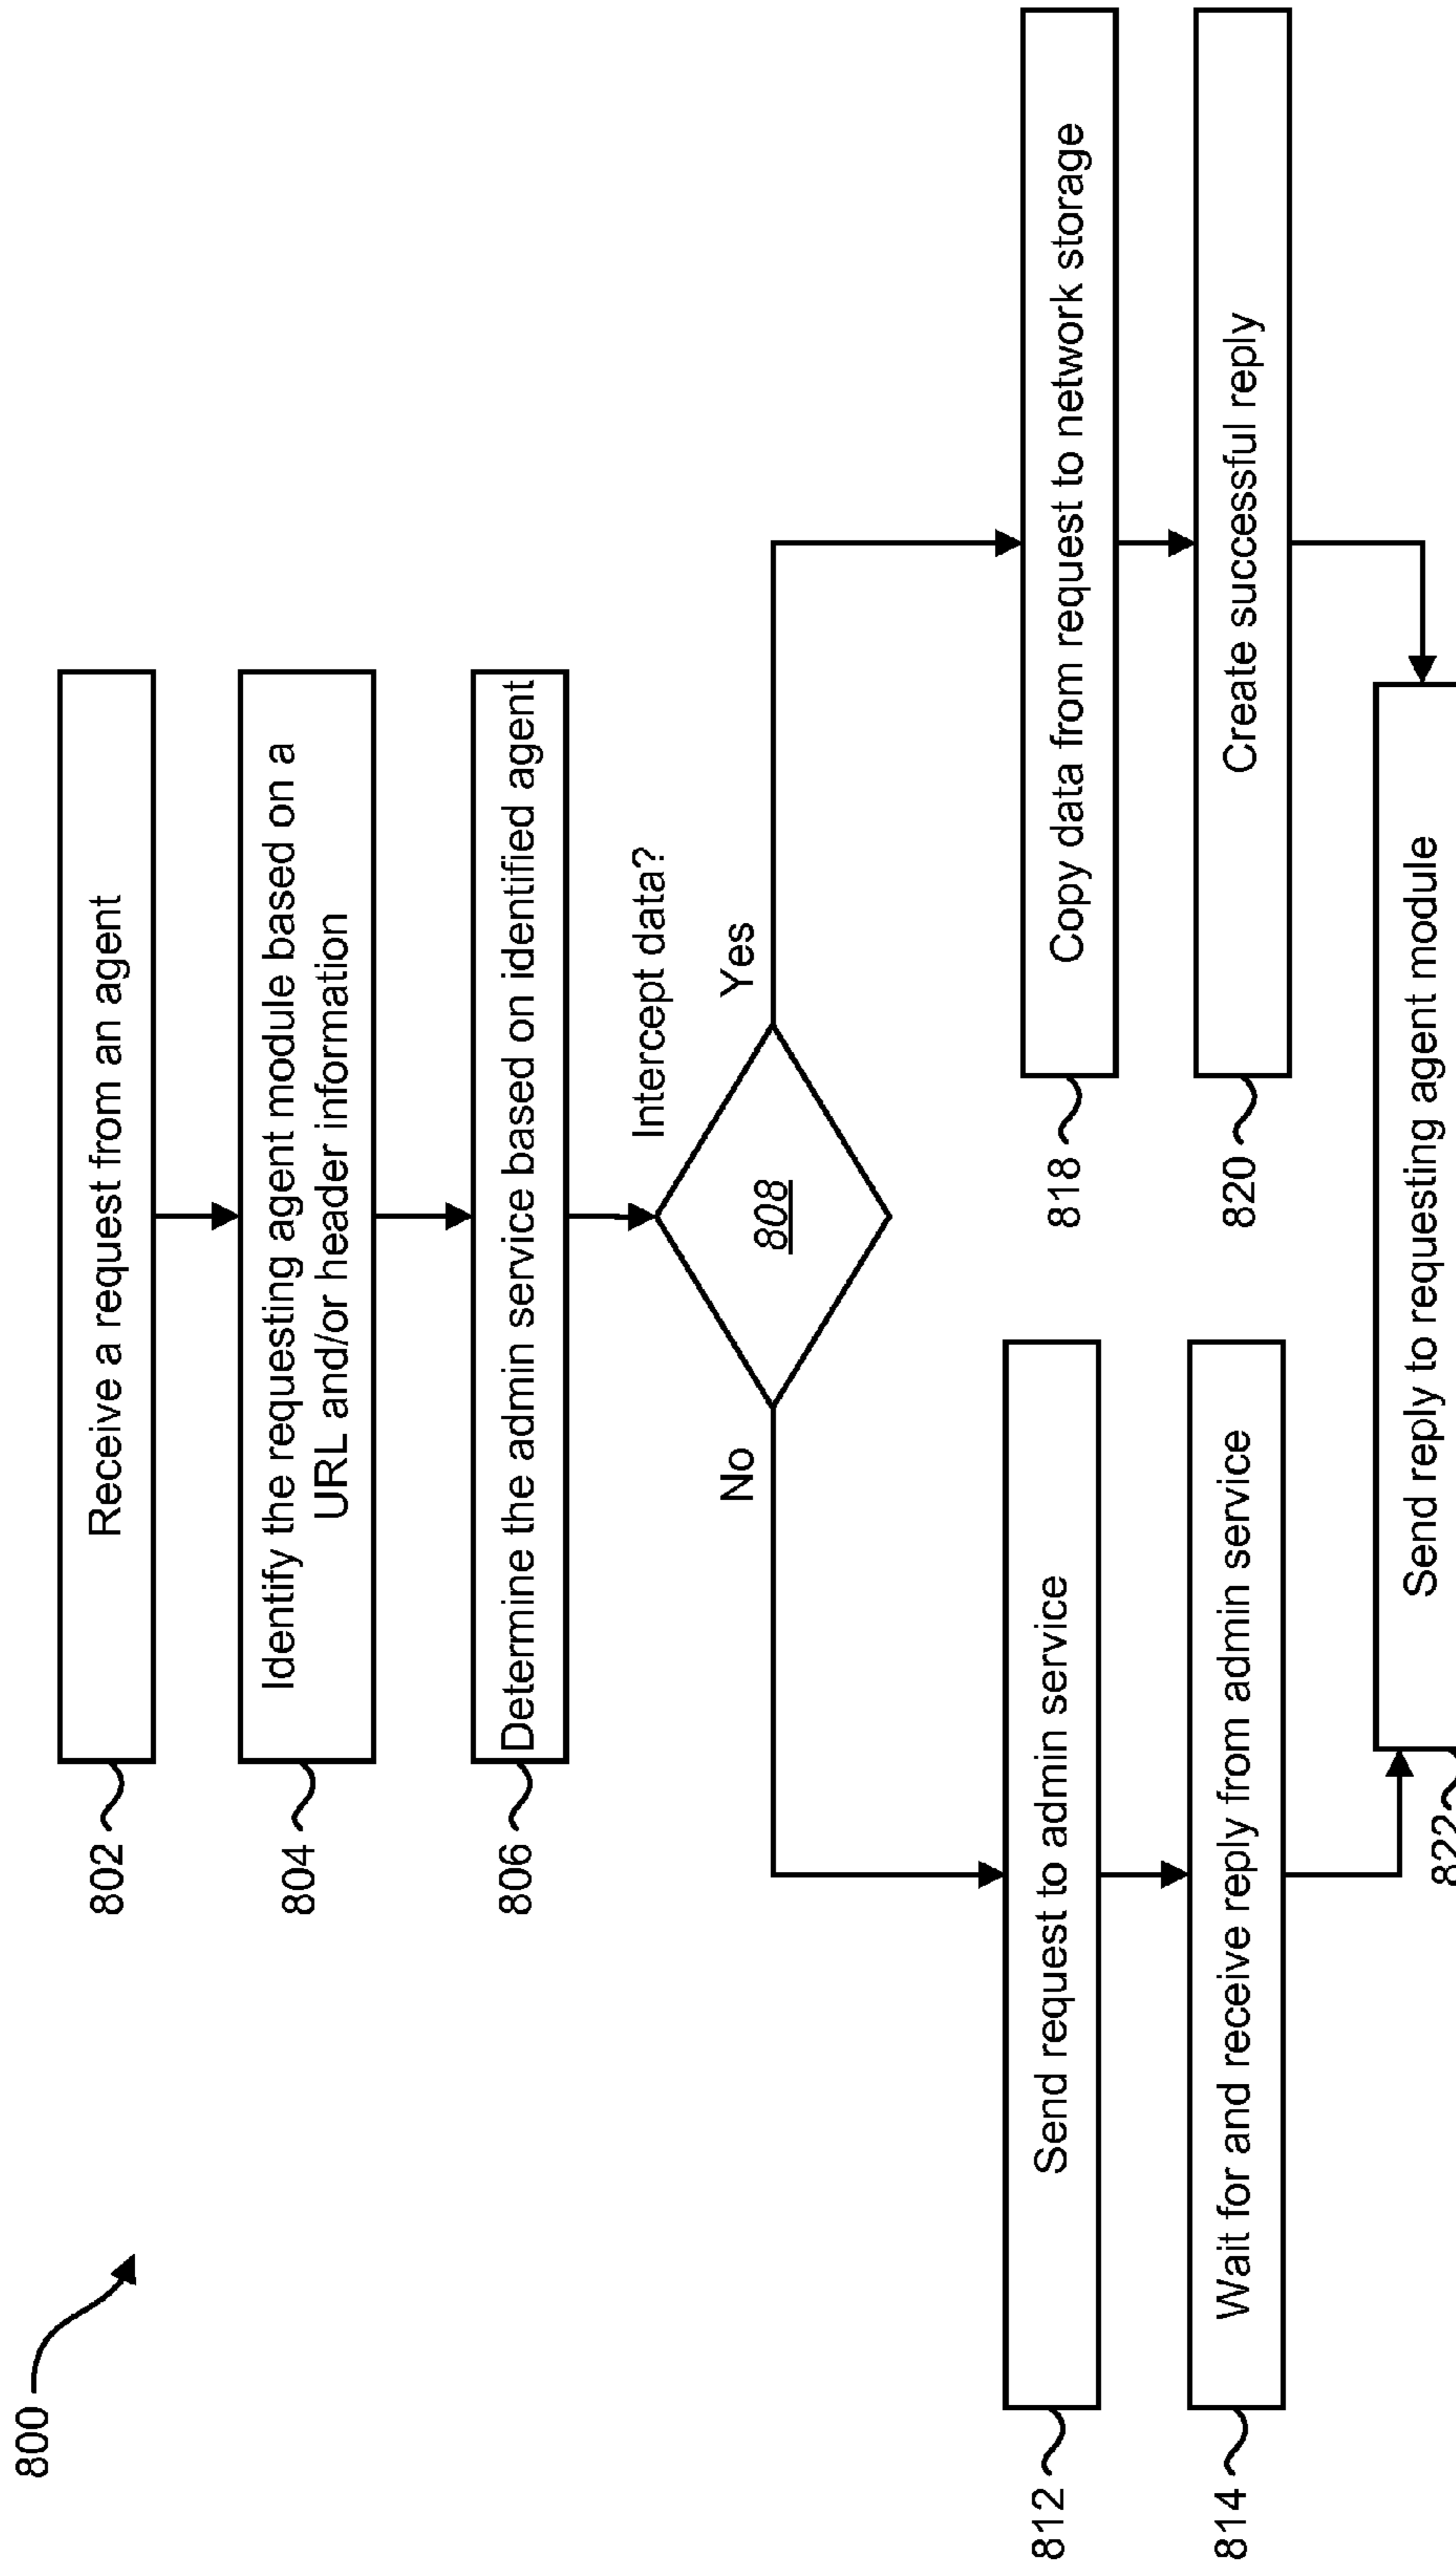 800
802
Receive a request from an agent
804
Identify the requesting agent module based on a
URL and/or header information
806
Determine the admin service based on identified agent
Intercept data?
808
No
Yes
812
Send request to admin service
814
Wait for and receive reply from admin service
818
Copy data from request to network storage
820
Create successful reply
822
Send reply to requesting agent module